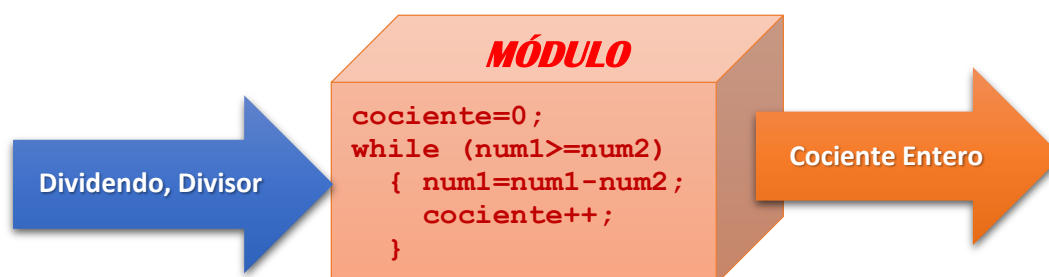 MÓDULO
Dividendo, Divisor
cociente=0;
while (num1>=num2)
{ num1=num1-num2;
cociente++;
}
Cociente Entero